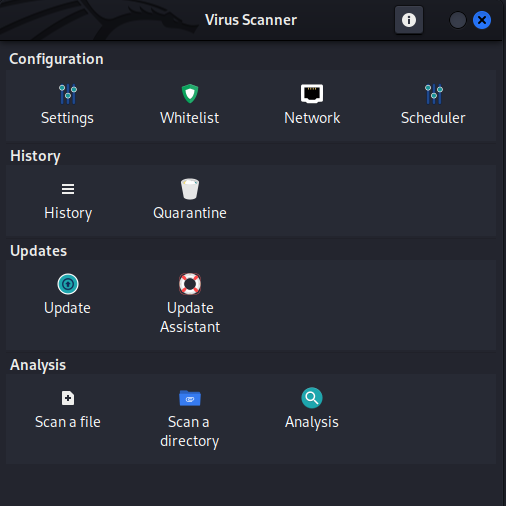 Virus Scanner
Configuration
Settings
Whitelist
Network
Scheduler
History
History
Quarantine
Updates
Update
Update
Assistant
Analysis
Scan a file
Scan a
directory
Analysis